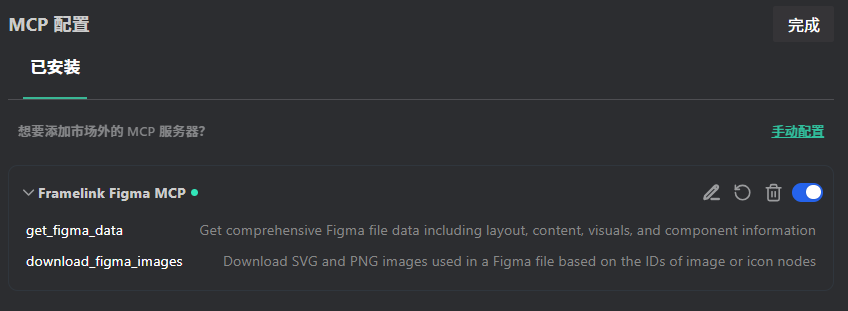 MCP 配置
完成
已安装
想要添加市场外的 MCP 服务器?
手动配置
Framelink Figma MCP
get_figma_data Get comprehensive Figma file data including layout, content, visuals, and component information
download_figma_images Download SVG and PNG images used in a Figma file based on the IDs of image or icon nodes